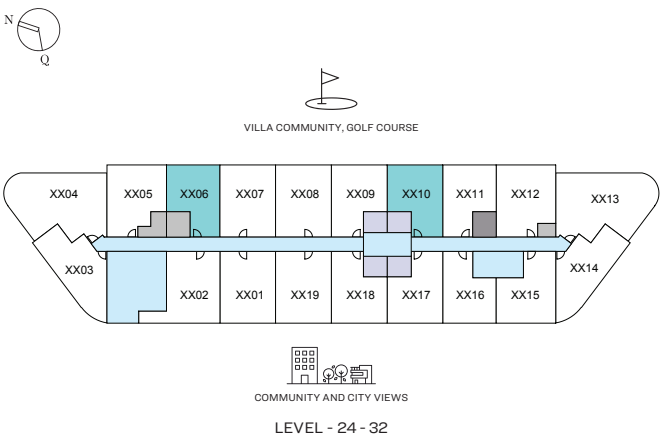 N
Q
VILLA COMMUNITY, GOLF COURSE
XX04 XX05 XX06 XX07 XX08 XX09 XX10 XX11 XX12 XX13
XX03 XX02 XX01 XX19 XX18 XX17 XX16 XX15 XX14
COMMUNITY AND CITY VIEWS
LEVEL - 24 - 32